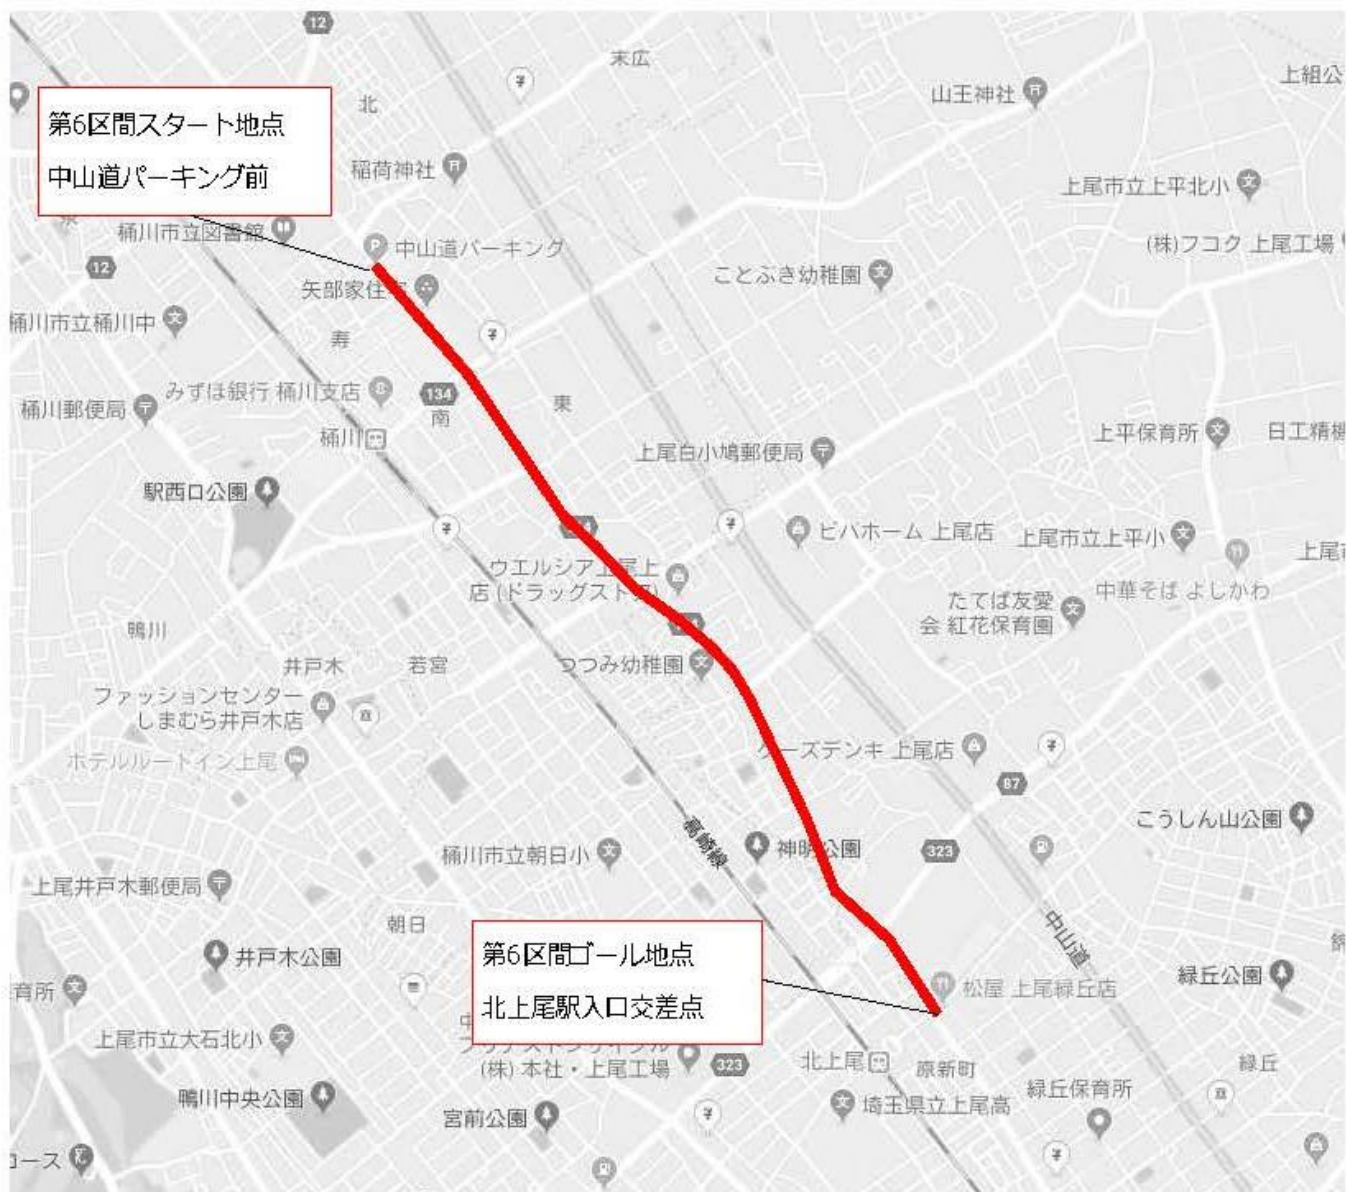 12
末広
上組公
山王神社
北
第6区間スタート地点
中山道パーキング前
稲荷神社
上尾市立上平北小
桶川市立図書館
中山道パーキング
(株)フコク 上尾工場
12
ことぶき幼稚園
矢部家住
桶川市立桶川中
寿
みずほ銀行 桶川支店
134
桶川郵便局
南
東
桶川
上平保育所
日工精機
上尾白小鳩郵便局
駅西口公園
ビバホーム 上尾店
上尾市立上平小
上尾市
ウエルシア上尾上
店 (ドラッグスト
たてば友愛
会 紅花保育園
中華そば よしかわ
鴨川
井戸木
若宮
つつみ幼稚園
ファッションセンター
しまむら井戸木店
ホテルルートイン上尾
ケーズデンキ 上尾店
87
こうしん山公園
高崎線
桶川市立朝日小
神明公園
323
上尾井戸木郵便局
朝日
中山道
井戸木公園
第6区間ゴール地点
北上尾駅入口交差点
緑丘公園
育所
松屋 上尾緑丘店
上尾市立大石北小
(株) 本社・上尾工場
323
北上尾
原新町
緑丘
鴨川中央公園
宮前公園
埼玉県立上尾高
緑丘保育所
コース